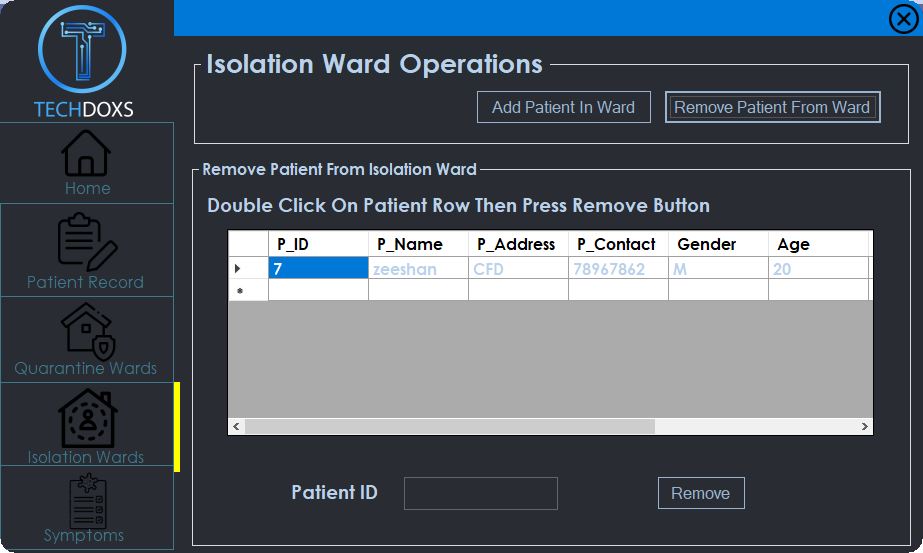 TECHDOXS
Home
Patient Record
Quarantine Wards
Isolation Wards
Symptoms
Isolation Ward Operations
Add Patient In Ward
Remove Patient From Ward
Remove Patient From Isolation Ward
Double Click On Patient Row Then Press Remove Button
P_ID P_Name P_Address P_Contact Gender Age
7 zeeshan CFD 78967862 M 20
Patient ID
Remove